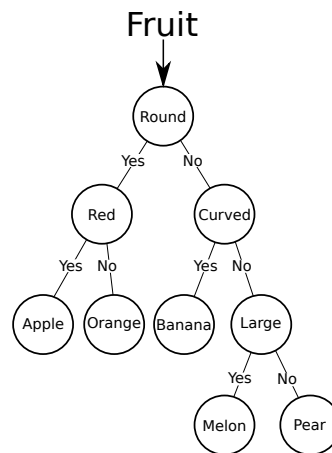 Fruit
Round
Yes No
Red Curved
Yes No Yes No
Apple Orange Banana Large
Yes No
Melon Pear